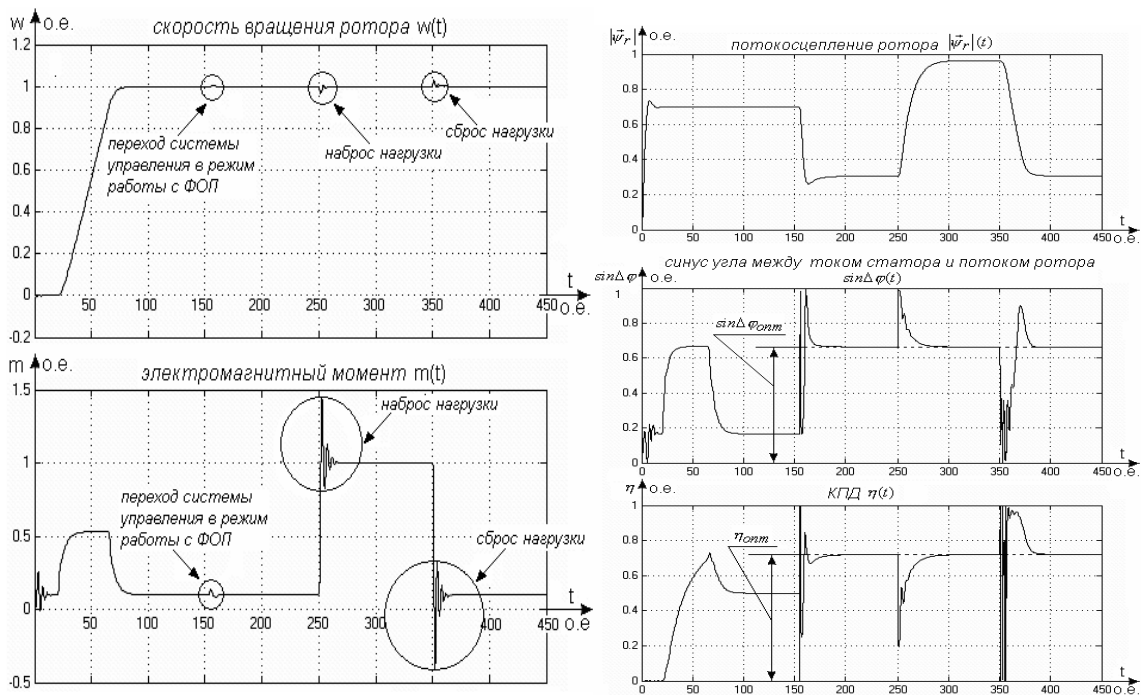 w о.е.
скорость вращения ротора w(t)
1.2
1
0.8
0.6
0.4
0.2
0
-0.2
50 100 150 200 250 300 350 400 450
t
о.е.
переход системы
управления в режим
работы с ФОП
наброс нагрузки
сброс нагрузки
m о.е.
электромагнитный момент m(t)
1.5
1
0.5
0
-0.5
50 100 150 200 250 300 350 400 450
t
о.е
наброс нагрузки
переход системы
управления в режим
работы с ФОП
сброс нагрузки
|ψr| о.е.
потокосцепление ротора |ψr|(t)
1
0.8
0.6
0.4
0.2
0
0 50 100 150 200 250 300 350 400 450
t
о.е.
синус угла между током статора и потоком ротора
sinΔφ о.е.
sinΔφ(t)
1
0.8
0.6
0.4
0.2
0
sinΔφопт
0 50 100 150 200 250 300 350 400 450
t
о.е.
η о.е.
КПД η(t)
1
0.8
0.6
0.4
0.2
0
ηопт
0 50 100 150 200 250 300 350 400 450
t
о.е.